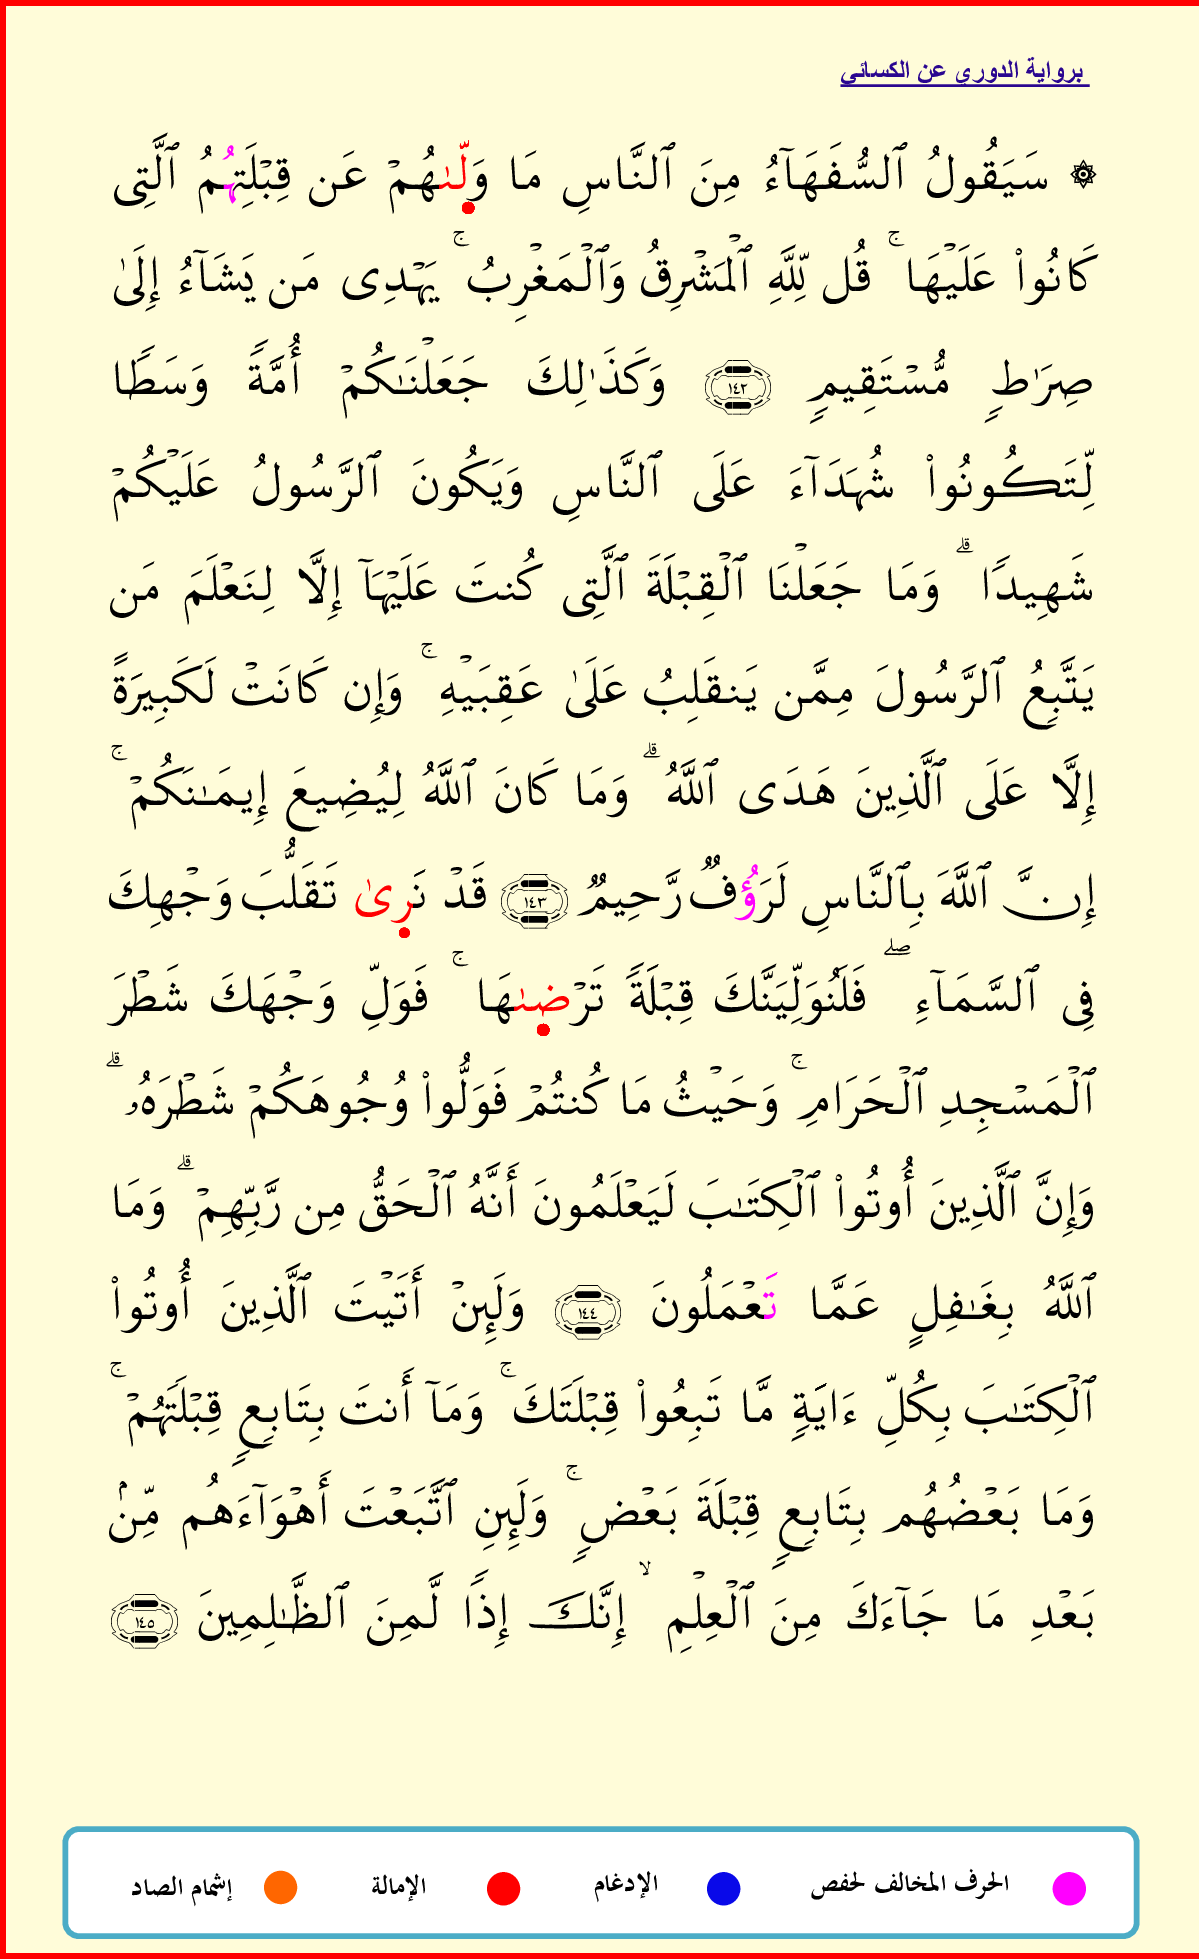 برواية الدوري عن الكسائي
۞ سَيَقُولُ ٱلسُّفَهَآءُ مِنَ ٱلنَّاسِ مَا وَلَّىٰهُمۡ عَن قِبۡلَتِهُمُ ٱلَّتِى
كَانُواْ عَلَيۡهَا ۚ قُل لِّلَّهِ ٱلۡمَشۡرِقُ وَٱلۡمَغۡرِبُ ۚ يَهۡدِى مَن يَشَآءُ إِلَىٰ
صِرَٰطٍ مُّسۡتَقِيمٍ ١٤٢ وَكَذَٰلِكَ جَعَلۡنَـٰكُمۡ أُمَّةً وَسَطًا
لِّتَكُونُواْ شُهَدَآءَ عَلَى ٱلنَّاسِ وَيَكُونَ ٱلرَّسُولُ عَلَيۡكُمۡ
شَهِيدًا ۗ وَمَا جَعَلۡنَا ٱلۡقِبۡلَةَ ٱلَّتِى كُنتَ عَلَيۡهَآ إِلَّا لِنَعۡلَمَ مَن
يَتَّبِعُ ٱلرَّسُولَ مِمَّن يَنقَلِبُ عَلَىٰ عَقِبَيۡهِ ۚ وَإِن كَانَتۡ لَكَبِيرَةً
إِلَّا عَلَى ٱلَّذِينَ هَدَى ٱللَّهُ ۗ وَمَا كَانَ ٱللَّهُ لِيُضِيعَ إِيمَـٰنَكُمۡ ۚ
إِنَّ ٱللَّهَ بِٱلنَّاسِ لَرَؤُفٌ رَّحِيمٌ ١٤٣ قَدۡ نَرِىٰ تَقَلُّبَ وَجۡهِكَ
فِى ٱلسَّمَآءِ ۖ فَلَنُوَلِّيَنَّكَ قِبۡلَةً تَرۡضِىٰهَا ۚ فَوَلِّ وَجۡهَكَ شَطۡرَ
ٱلۡمَسۡجِدِ ٱلۡحَرَامِ ۚ وَحَيۡثُ مَا كُنتُمۡ فَوَلُّواْ وُجُوهَكُمۡ شَطۡرَهُۥ ۗ
وَإِنَّ ٱلَّذِينَ أُوتُواْ ٱلۡكِتَـٰبَ لَيَعۡلَمُونَ أَنَّهُ ٱلۡحَقُّ مِن رَّبِّهِمۡ ۗ وَمَا
ٱللَّهُ بِغَـٰفِلٍ عَمَّا تَعۡمَلُونَ ١٤٤ وَلَئِنۡ أَتَيۡتَ ٱلَّذِينَ أُوتُواْ
ٱلۡكِتَـٰبَ بِكُلِّ ءَايَةٍ مَّا تَبِعُواْ قِبۡلَتَكَ ۚ وَمَآ أَنتَ بِتَابِعٍ قِبۡلَتَهُمۡ ۚ
وَمَا بَعۡضُهُم بِتَابِعٍ قِبۡلَةَ بَعۡضٍ ۚ وَلَئِنِ ٱتَّبَعۡتَ أَهۡوَآءَهُم مِّنۢ
بَعۡدِ مَا جَآءَكَ مِنَ ٱلۡعِلۡمِ ۙ إِنَّكَ إِذًا لَّمِنَ ٱلظَّـٰلِمِينَ ١٤٥
الحرف المخالف لحفص الإدغام الإمالة إشمام الصاد